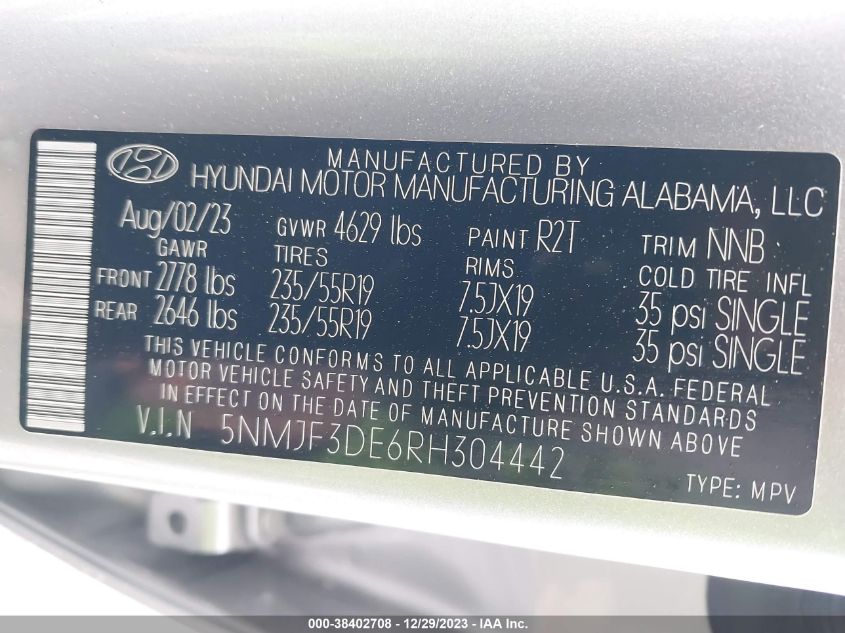 MANUFACTURED BY
HYUNDAI MOTOR MANUFACTURING ALABAMA, LLC
Aug/02/23 GVWR 4629 lbs PAINT R2T TRIM NNB
GAWR TIRES RIMS COLD TIRE INFL
FRONT 2778 lbs 235/55R19 7.5JX19 35 psi SINGLE
REAR 2646 lbs 235/55R19 7.5JX19 35 psi SINGLE
THIS VEHICLE CONFORMS TO ALL APPLICABLE U.S.A. FEDERAL
MOTOR VEHICLE SAFETY AND THEFT PREVENTION STANDARDS
IN EFFECT ON THE DATE OF MANUFACTURE SHOWN ABOVE.
V.I.N 5NMJF3DE6RH304442 TYPE: MPV
000-38402708 - 12/29/2023 - IAA Inc.